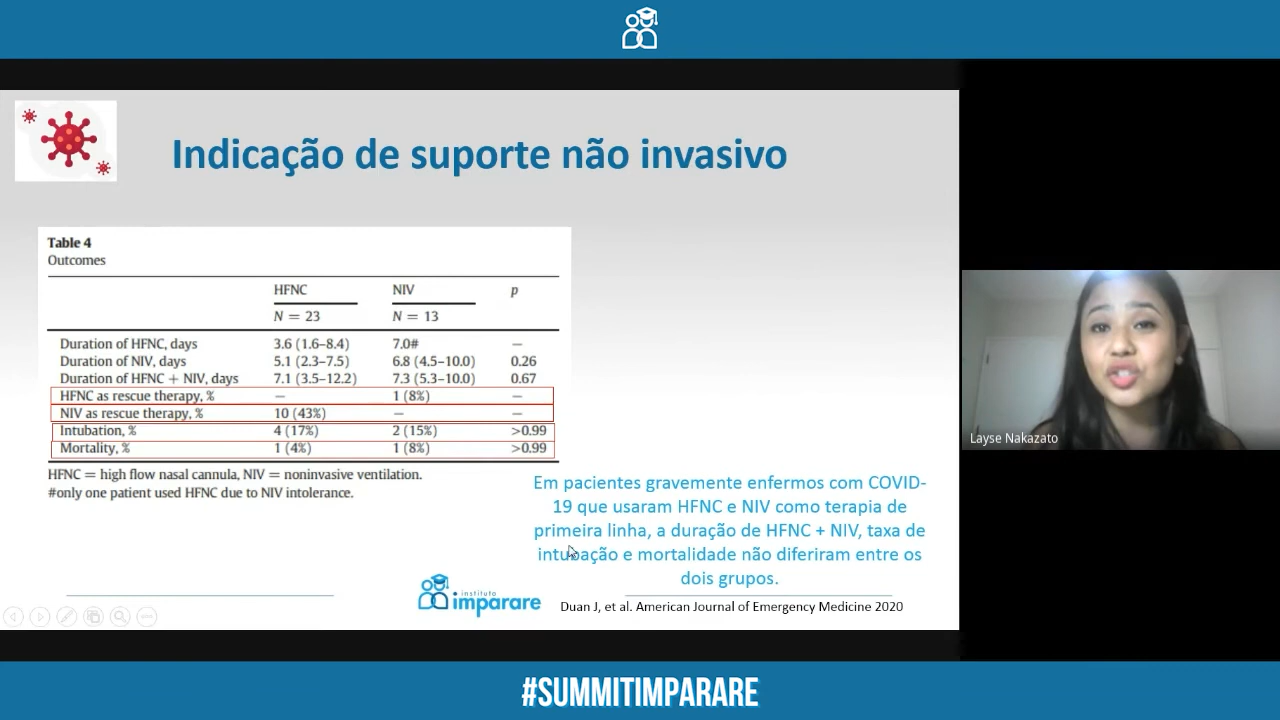 Indicação de suporte não invasivo
Table 4
Outcomes
HFNC NIV p
N = 23 N = 13
Duration of HFNC, days 3.6 (1.6–8.4) 7.0# —
Duration of NIV, days 5.1 (2.3–7.5) 6.8 (4.5–10.0) 0.26
Duration of HFNC + NIV, days 7.1 (3.5–12.2) 7.3 (5.3–10.0) 0.67
HFNC as rescue therapy, % — 1 (8%) —
NIV as rescue therapy, % 10 (43%) — —
Intubation, % 4 (17%) 2 (15%) >0.99
Mortality, % 1 (4%) 1 (8%) >0.99
HFNC = high flow nasal cannula, NIV = noninvasive ventilation.
#only one patient used HFNC due to NIV intolerance.
Em pacientes gravemente enfermos com COVID-
19 que usaram HFNC e NIV como terapia de
primeira linha, a duração de HFNC + NIV, taxa de
intubação e mortalidade não diferiram entre os
dois grupos.
instituto
imparare
Duan J, et al. American Journal of Emergency Medicine 2020
Layse Nakazato
#SUMMITIMPARARE